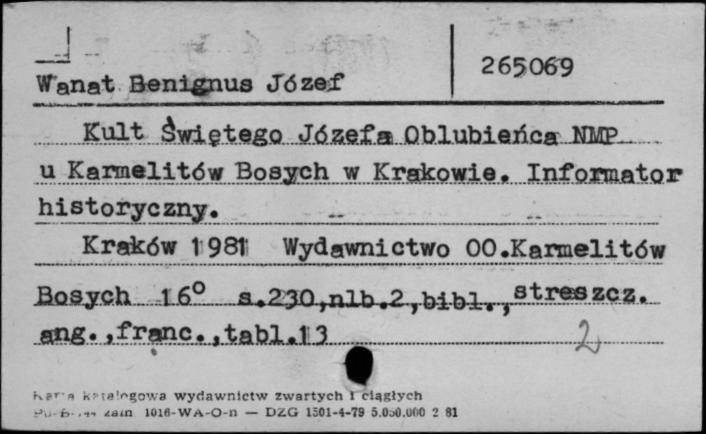 265069
Wanat Benignus Józef
Kult Świętego Józefa Oblubieńca NMP
u Karmelitów Bosych w Krakowie. Informator
historyczny.
Kraków 1981 Wydawnictwo OO.Karmelitów
Bosych 16° s.230,nlb.2,bibl.,streszcz.
ang.,franc.,tabl.13
2
Karta katalogowa wydawnictw zwartych i ciągłych
zam. 1016-WA-O-n — DZG 1501-4-79 5.050.000 2 81